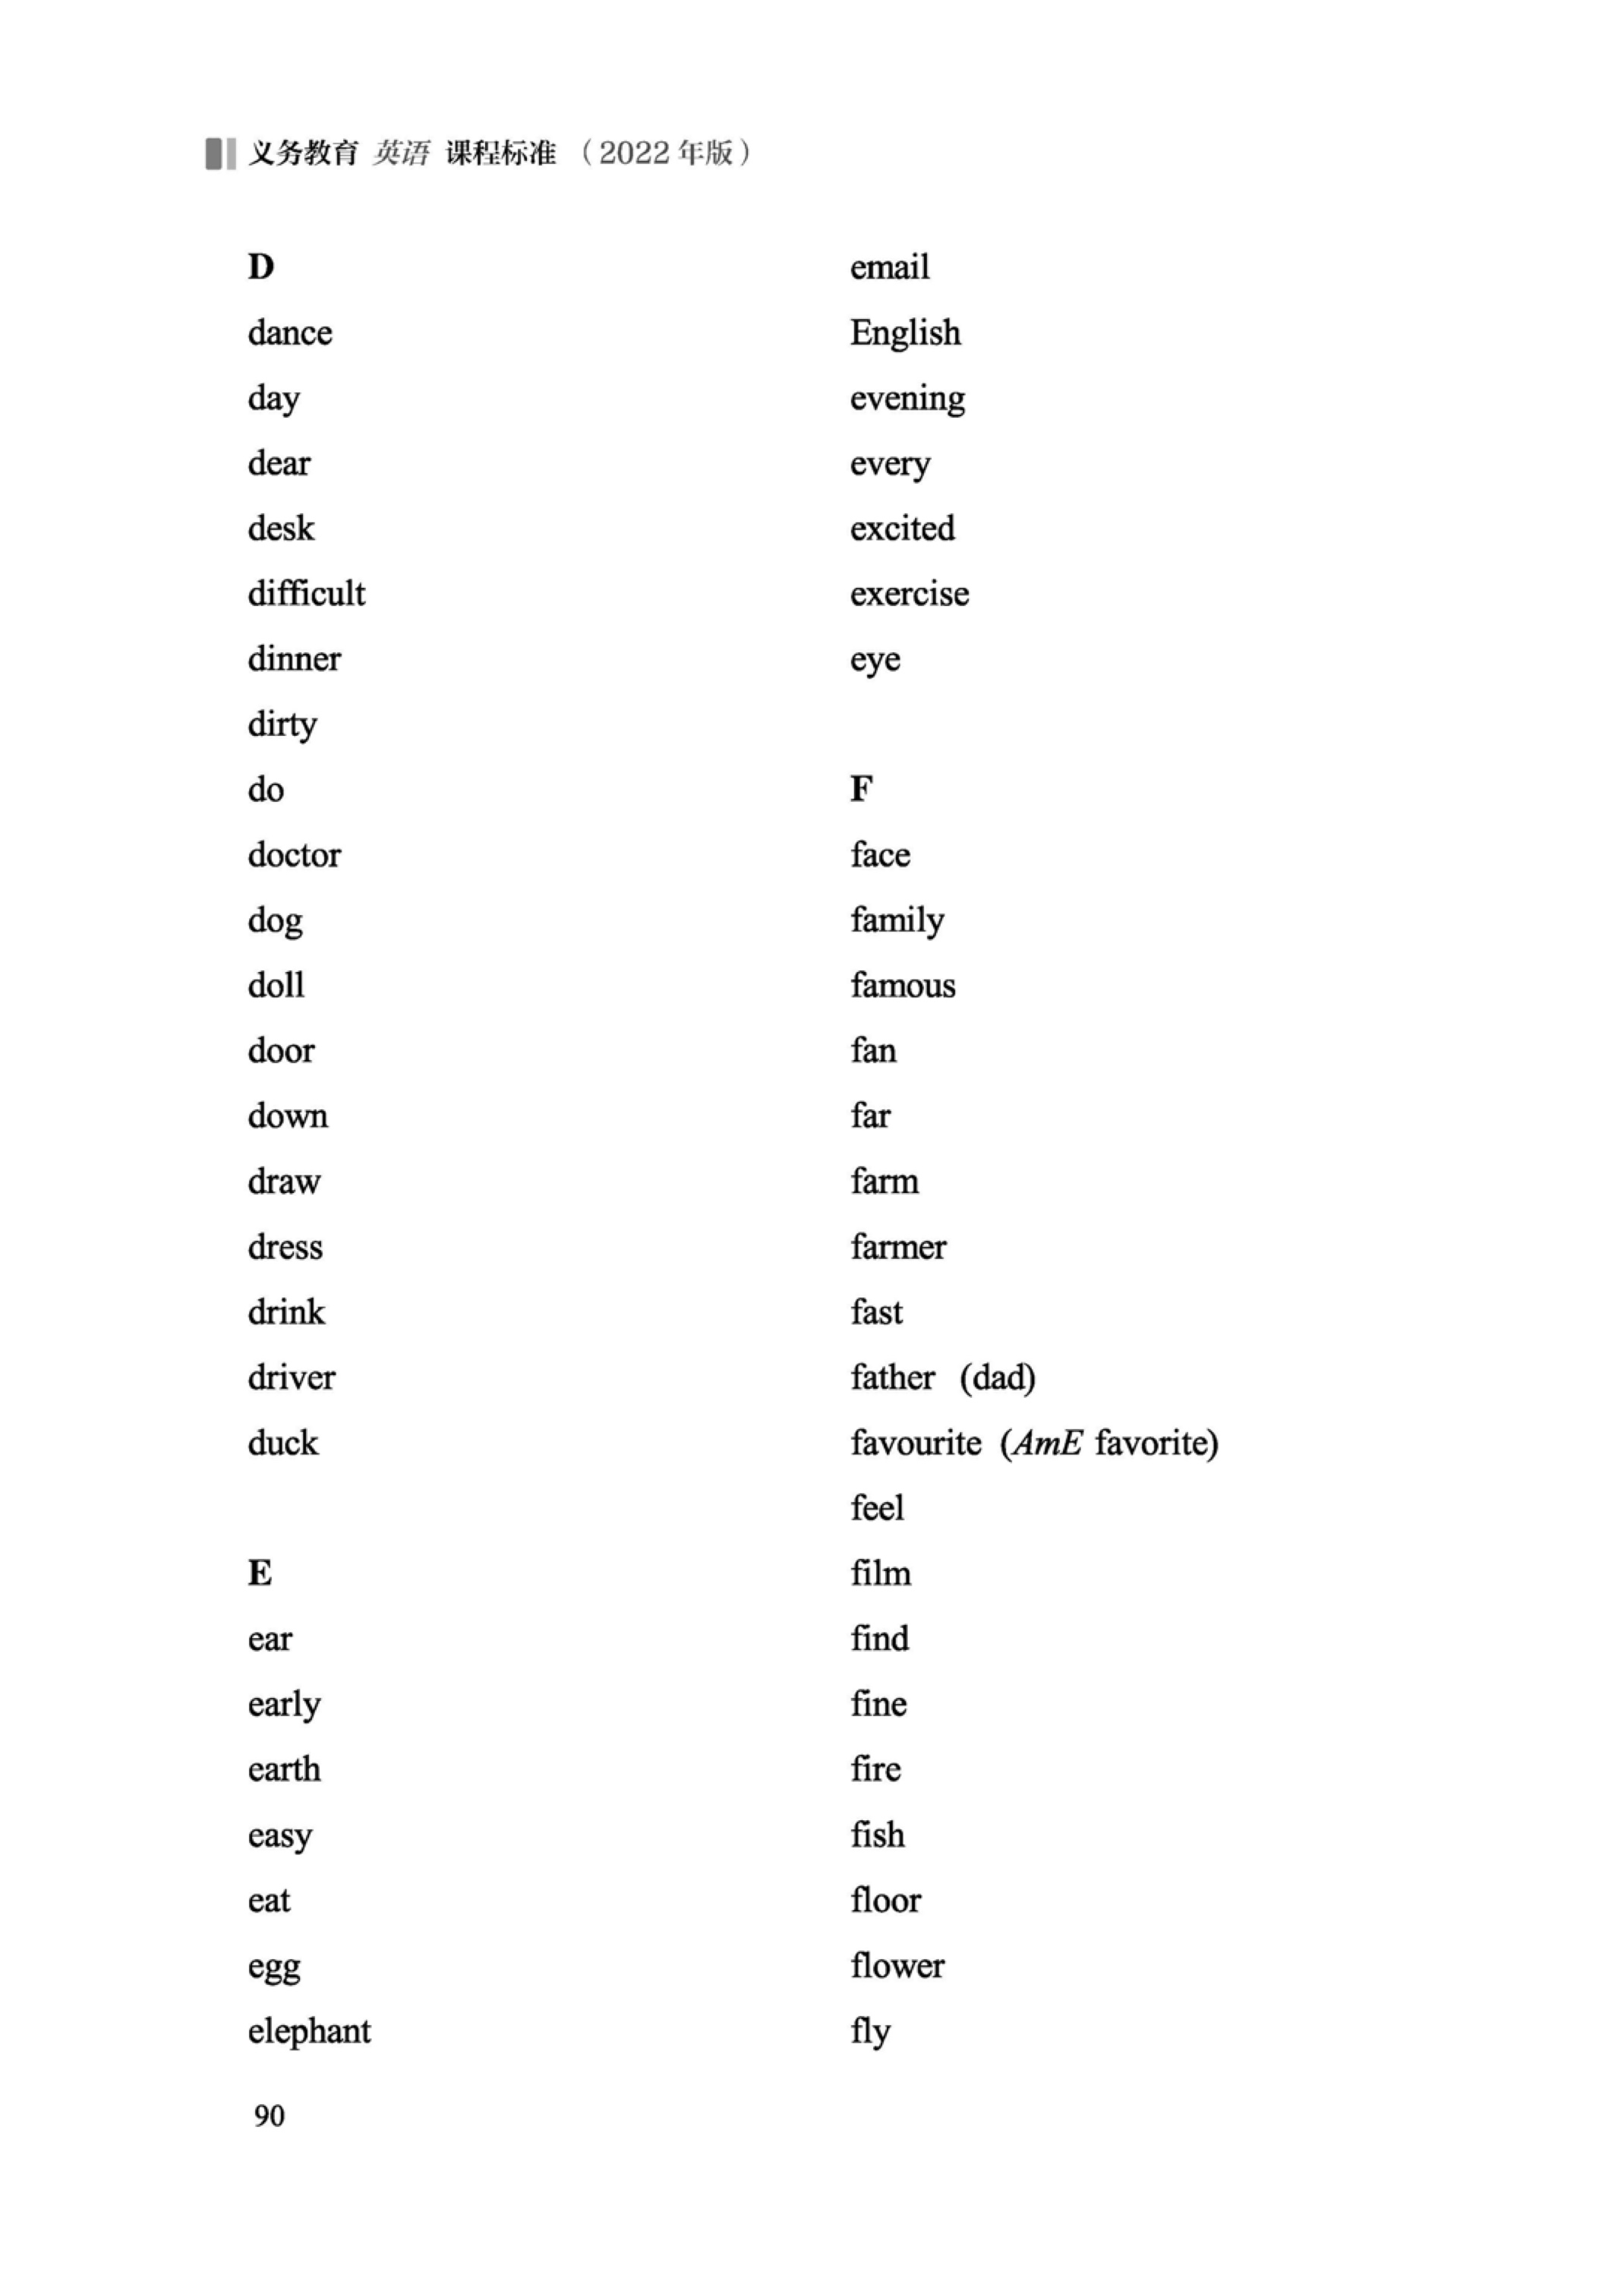 义务教育 英语 课程标准 （2022 年版）
D
dance
day
dear
desk
difficult
dinner
dirty
do
doctor
dog
doll
door
down
draw
dress
drink
driver
duck
E
ear
early
earth
easy
eat
egg
elephant
email
English
evening
every
excited
exercise
eye
F
face
family
famous
fan
far
farm
farmer
fast
father (dad)
favourite (AmE favorite)
feel
film
find
fine
fire
fish
floor
flower
fly
90